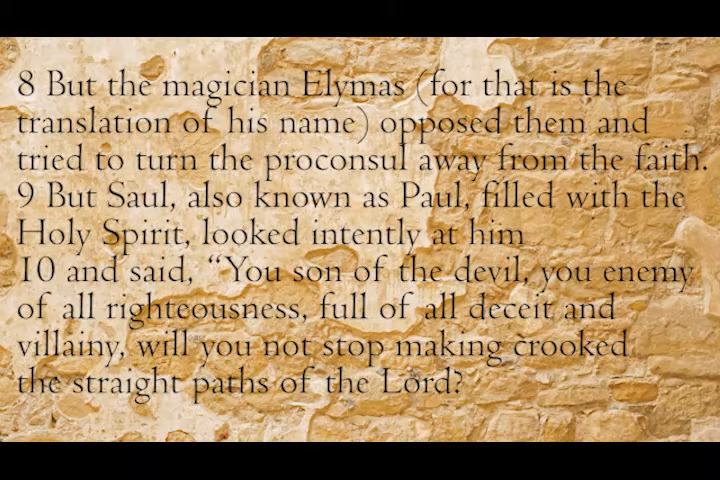 8 But the magician Elymas (for that is the
translation of his name) opposed them and
tried to turn the proconsul away from the faith.
9 But Saul, also known as Paul, filled with the
Holy Spirit, looked intently at him
10 and said, “You son of the devil, you enemy
of all righteousness, full of all deceit and
villainy, will you not stop making crooked
the straight paths of the Lord?